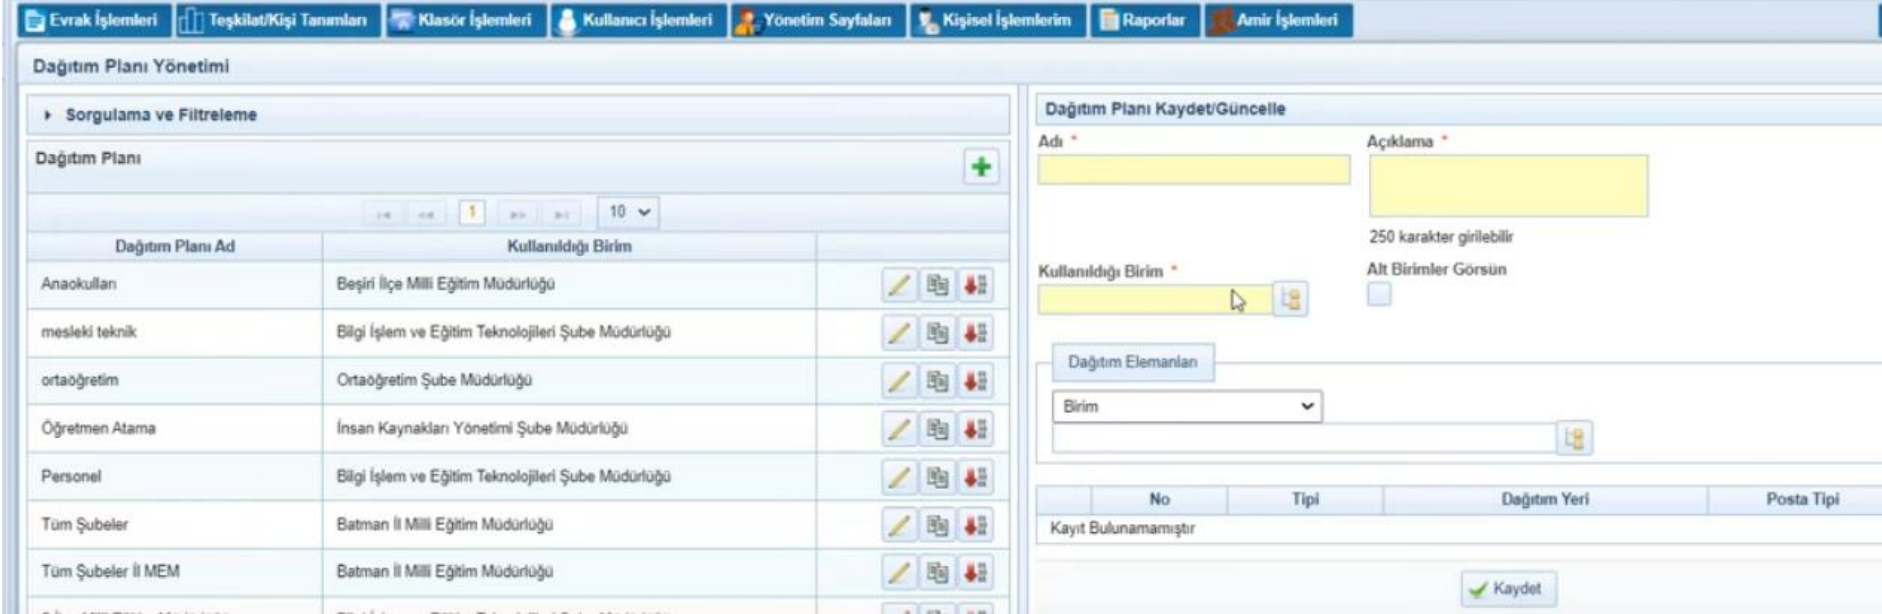 Evrak İşlemleri Teşkilat/Kişi Tanımları Klasör İşlemleri Kullanıcı İşlemleri Yönetim Sayfaları Kişisel İşlemlerim Raporlar Amir İşlemleri
Dağıtım Planı Yönetimi
Sorgulama ve Filtreleme
Dağıtım Planı
1 10
Dağıtım Planı Ad Kullanıldığı Birim
Anaokulları Beşiri İlçe Milli Eğitim Müdürlüğü
mesleki teknik Bilgi İşlem ve Eğitim Teknolojileri Şube Müdürlüğü
ortaöğretim Ortaöğretim Şube Müdürlüğü
Öğretmen Atama İnsan Kaynakları Yönetimi Şube Müdürlüğü
Personel Bilgi İşlem ve Eğitim Teknolojileri Şube Müdürlüğü
Tüm Şubeler Batman İl Milli Eğitim Müdürlüğü
Tüm Şubeler İl MEM Batman İl Milli Eğitim Müdürlüğü
Dağıtım Planı Kaydet/Güncelle
Adı * Açıklama *
250 karakter girilebilir
Kullanıldığı Birim * Alt Birimler Görsün
Dağıtım Elemanları
Birim
No Tipi Dağıtım Yeri Posta Tipi
Kayıt Bulunamamıştır
Kaydet